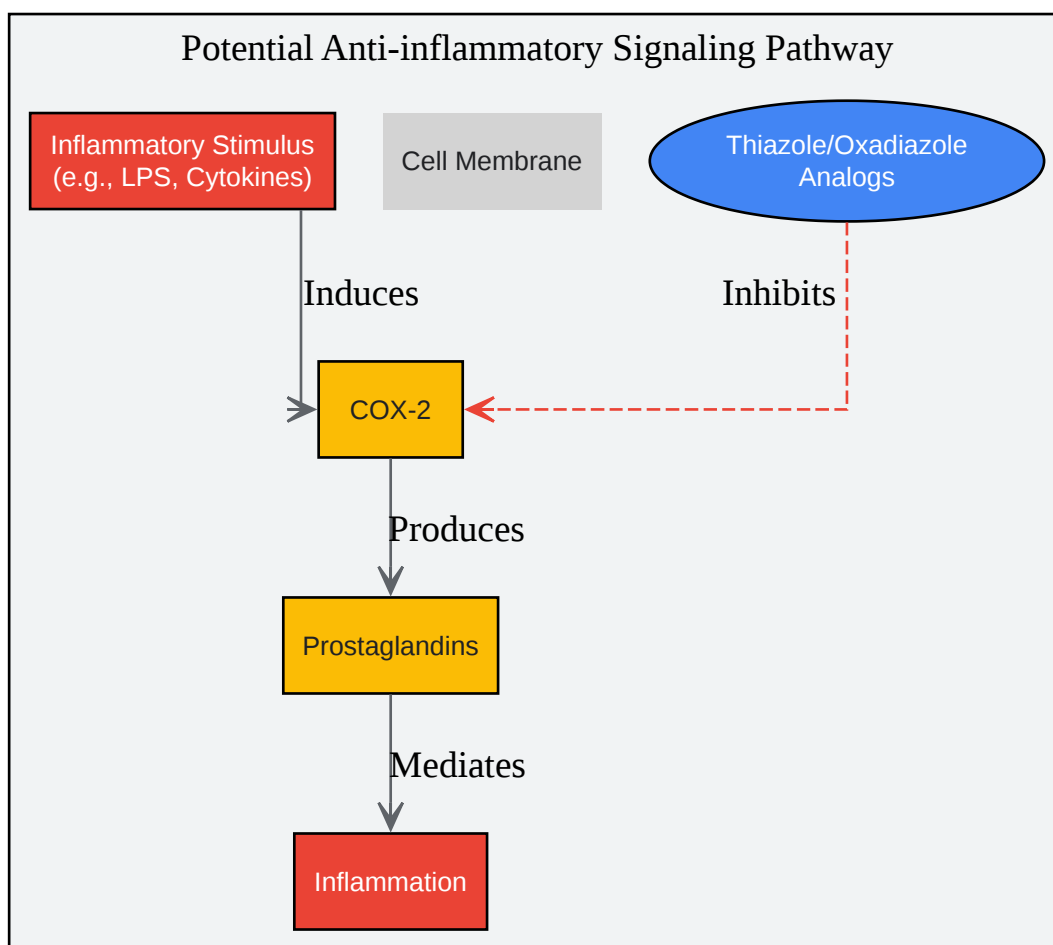 Potential Anti-inflammatory Signaling Pathway
Inflammatory Stimulus
(e.g., LPS, Cytokines)
Cell Membrane
Thiazole/Oxadiazole
Analogs
Induces
Inhibits
COX-2
Produces
Prostaglandins
Mediates
Inflammation